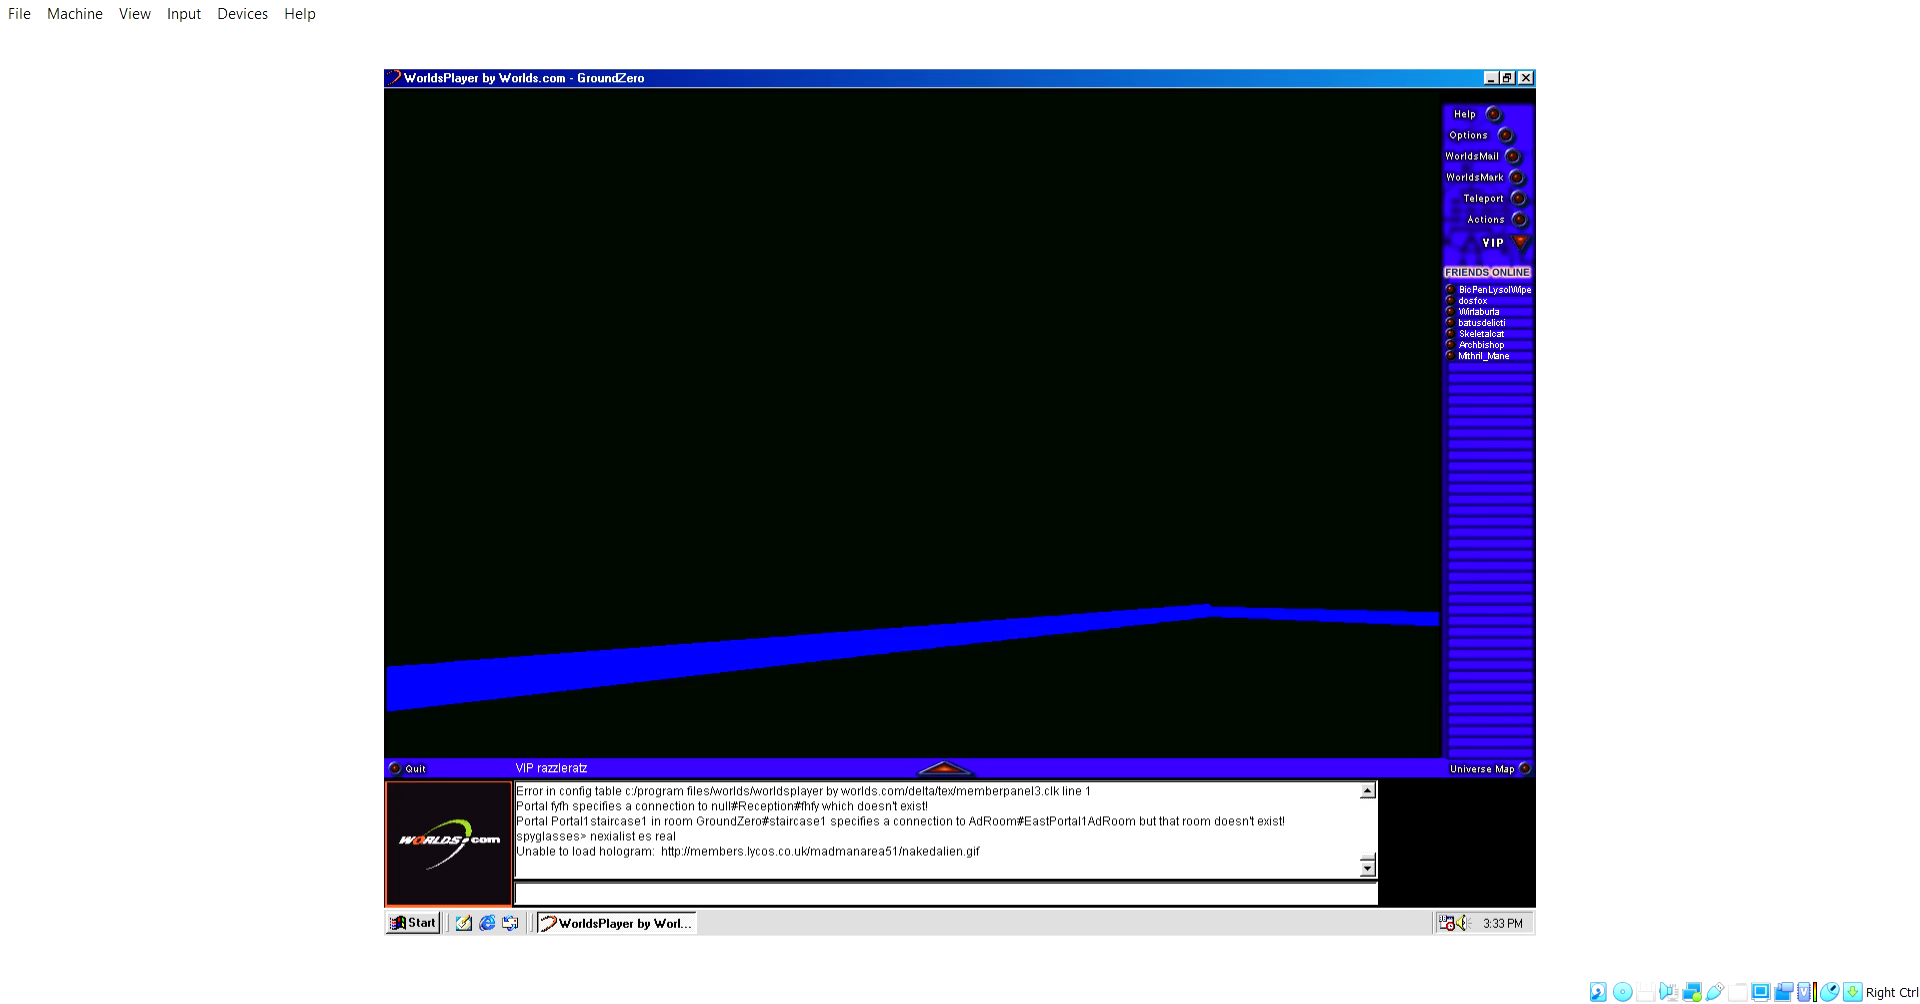 File Machine View Input Devices Help
WorldsPlayer by Worlds.com - GroundZero
Help
Options
WorldsMail
WorldsMark
Teleport
Actions
VIP
FRIENDS ONLINE
BicPenLysolWipe
dosfox
Wirlaburla
batusdelicti
Skeletalcat
Archbishop
Mithril_Mane
Quit
VIP razzleratz
Universe Map
WORLDS.com
Error in config table c:/program files/worlds/worldsplayer by worlds.com/delta/tex/memberpanel3.clk line 1
Portal fyfh specifies a connection to null#Reception#fhfy which doesn't exist!
Portal Portal1staircase1 in room GroundZero#staircase1 specifies a connection to AdRoom#EastPortal1AdRoom but that room doesn't exist!
spyglasses> nexialist es real
Unable to load hologram: http://members.lycos.co.uk/madmanarea51/nakedalien.gif
Start
WorldsPlayer by Worl...
3:33 PM
Right Ctrl